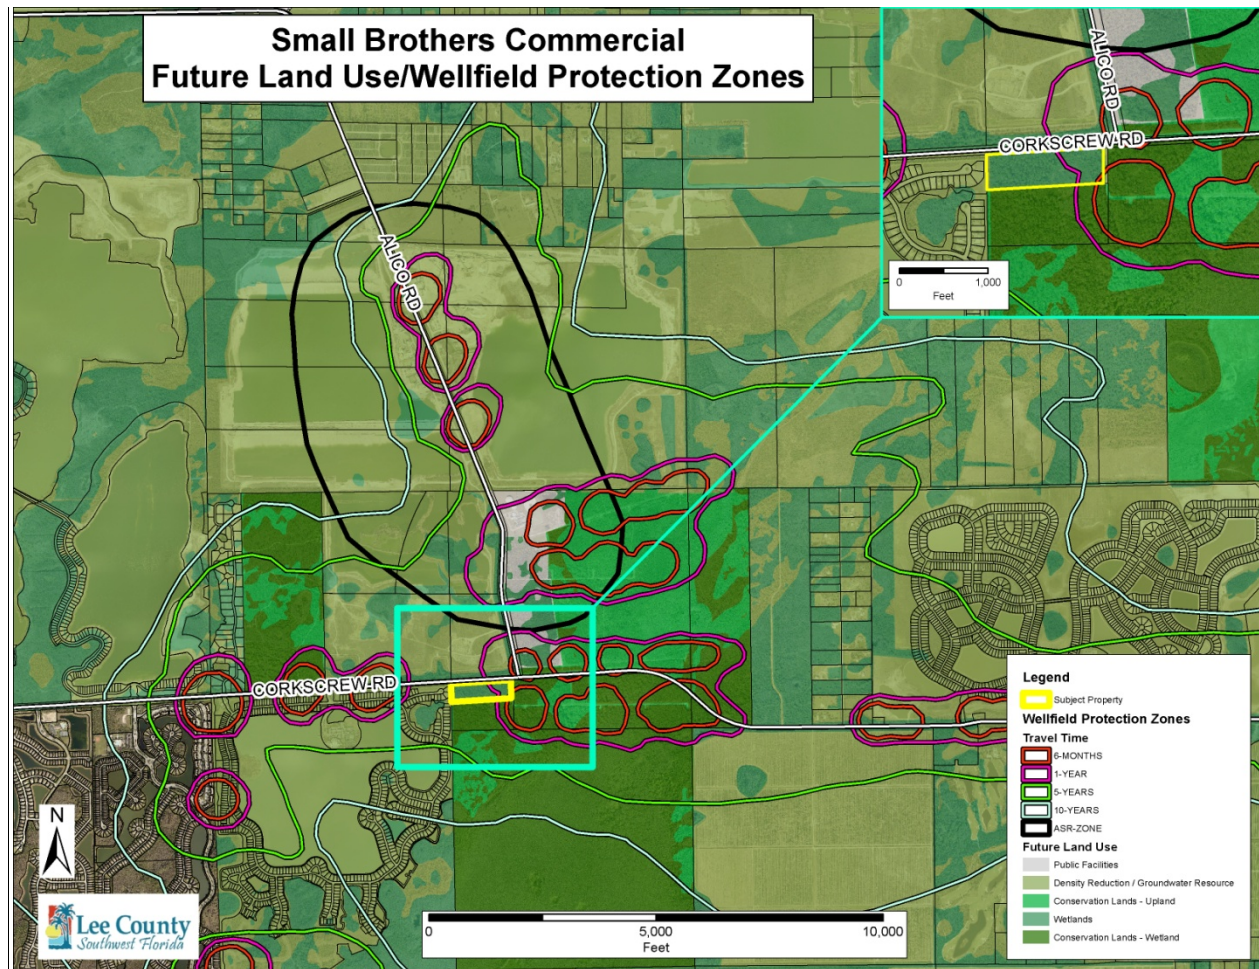 Small Brothers Commercial
Future Land Use/Wellfield Protection Zones
ALICO RD
CORKSCREW RD
0 1,000
Feet
ALICO RD
CORKSCREW RD
Legend
Subject Property
Wellfield Protection Zones
Travel Time
6-MONTHS
1-YEAR
5-YEARS
10-YEARS
ASR-ZONE
Future Land Use
Public Facilities
Density Reduction / Groundwater Resource
Conservation Lands - Upland
Wetlands
Conservation Lands - Wetland
N
Lee County
Southwest Florida
0 5,000 10,000
Feet